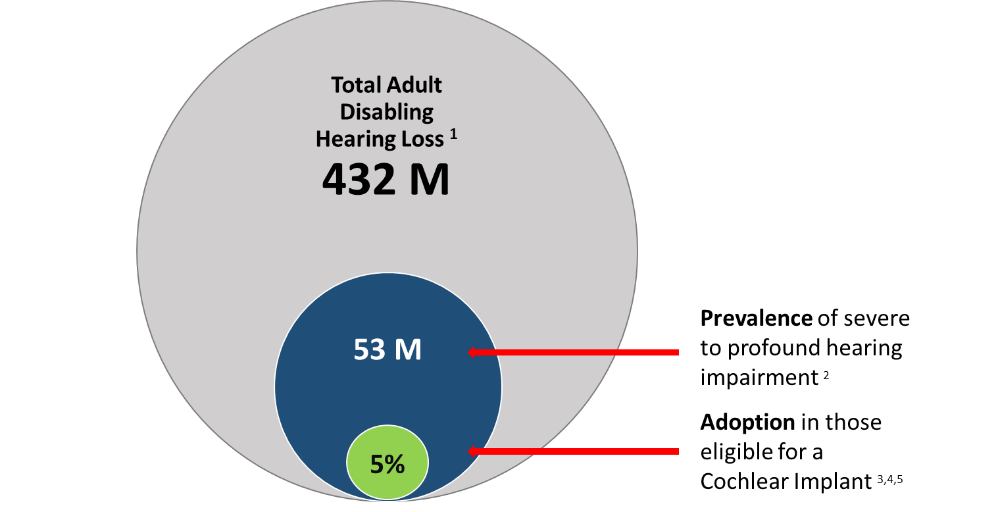 Total Adult
Disabling
Hearing Loss 1
432 M
53 M
Prevalence of severe
to profound hearing
impairment 2
5%
Adoption in those
eligible for a
Cochlear Implant 3,4,5